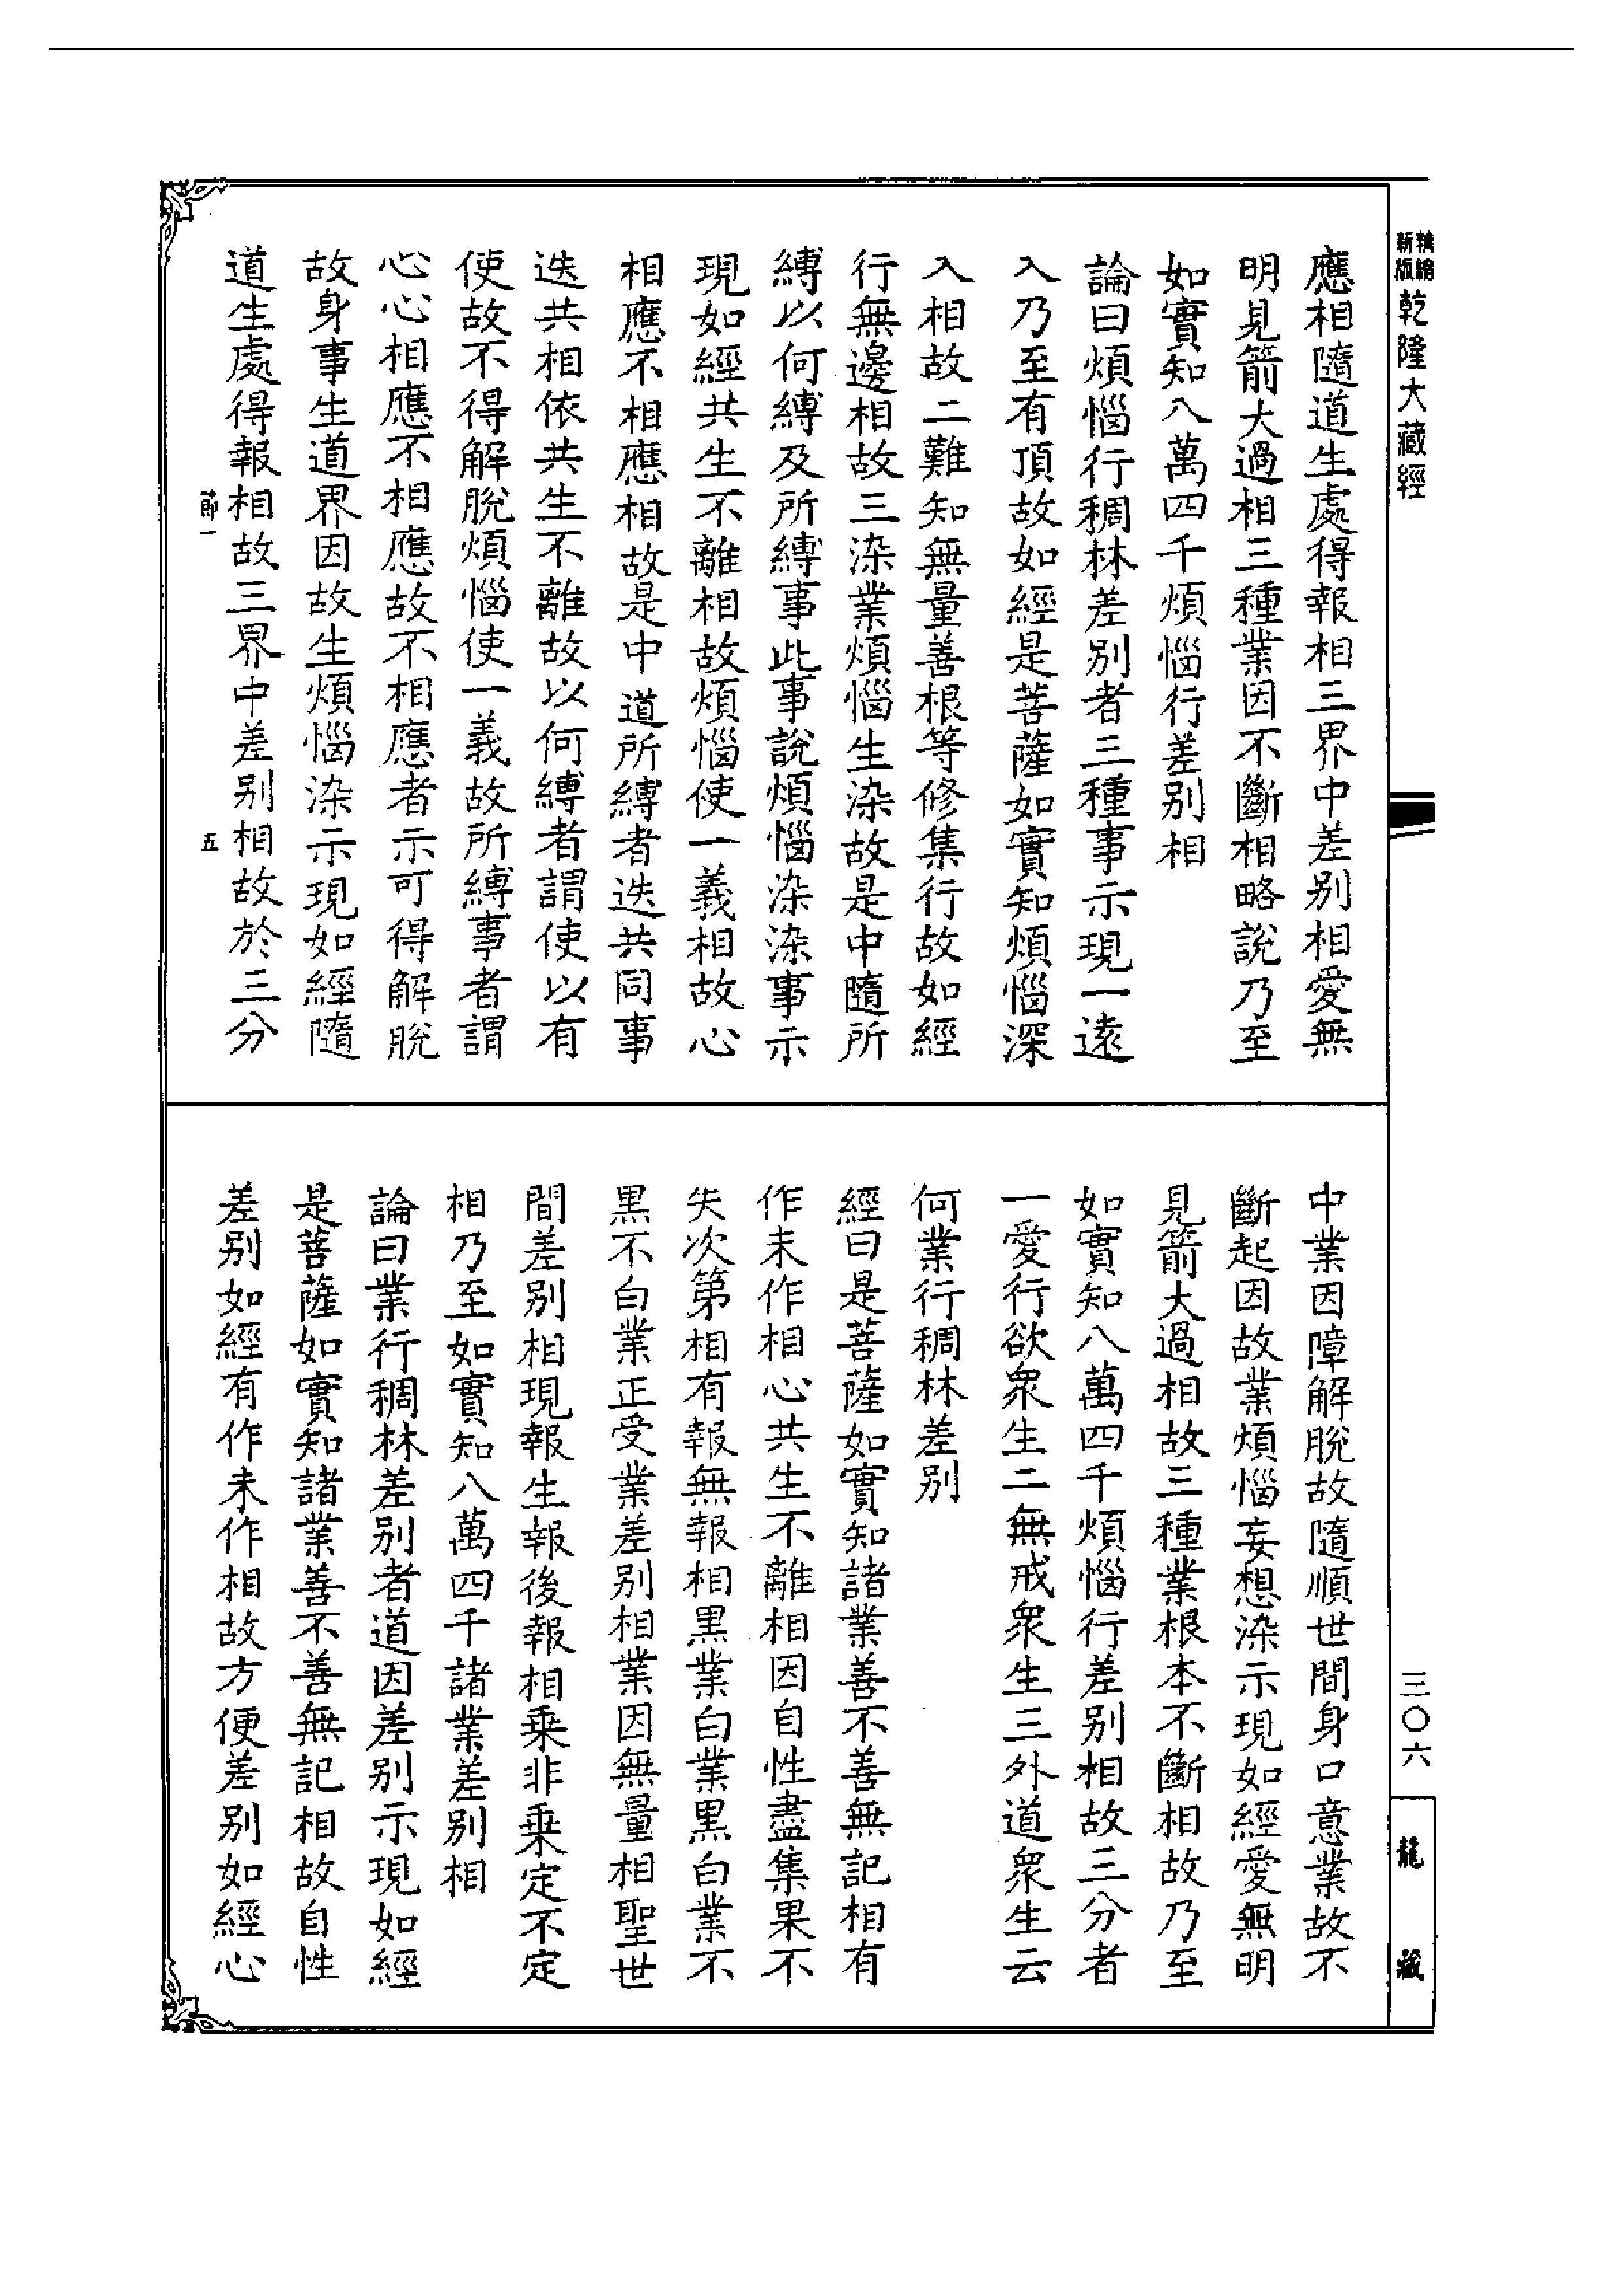 精縮
新版
乾隆大藏經
應相隨道生處得報相三界中差別相愛無
明見箭大過相三種業因不斷相略說乃至
如實知八萬四千煩惱行差別相
論曰煩惱行稠林差別者三種事示現一遠
入乃至有頂故如經是菩薩如實知煩惱深
入相故二難知無量善根等修集行故如經
行無邊相故三染業煩惱生染故是中隨所
縛以何縛及所縛事此事說煩惱染染事示
現如經共生不離相故煩惱使一義相故心
相應不相應相故是中道所縛者迭共同事
迭共相依共生不離故以何縛者謂使以有
使故不得解脫煩惱使一義故所縛事者謂
心心相應不相應故不相應者示可得解脫
故身事生道界因故生煩惱染示現如經隨
道生處得報相故三界中差別相故於三分
節一
五
中業因障解脫故隨順世間身口意業故不
斷起因故業煩惱妄想染示現如經愛無明
見箭大過相故三種業根本不斷相故乃至
如實知八萬四千煩惱行差別相故三分者
一愛行欲眾生二無戒眾生三外道眾生云
何業行稠林差別
經曰是菩薩如實知諸業善不善無記相有
作未作相心共生不離相因自性盡集果不
失次第相有報無報相黑業白業黑白業不
黑不白業正受業差別相業因無量相聖世
間差別相現報生報後報相乘非乘定不定
相乃至如實知八萬四千諸業差別相
論曰業行稠林差別者道因差別示現如經
是菩薩如實知諸業善不善無記相故自性
差別如經有作未作相故方便差別如經心
三〇六
龍藏